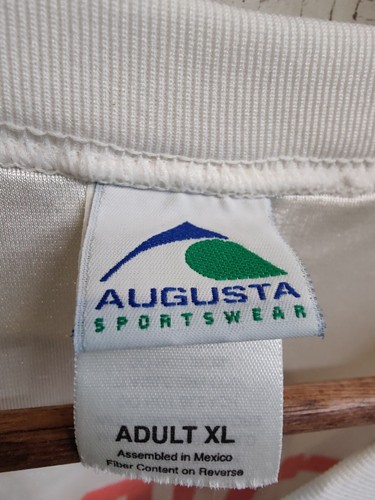 AUGUSTA
SPORTSWEAR
ADULT XL
Assembled in Mexico
Fiber Content on Reverse